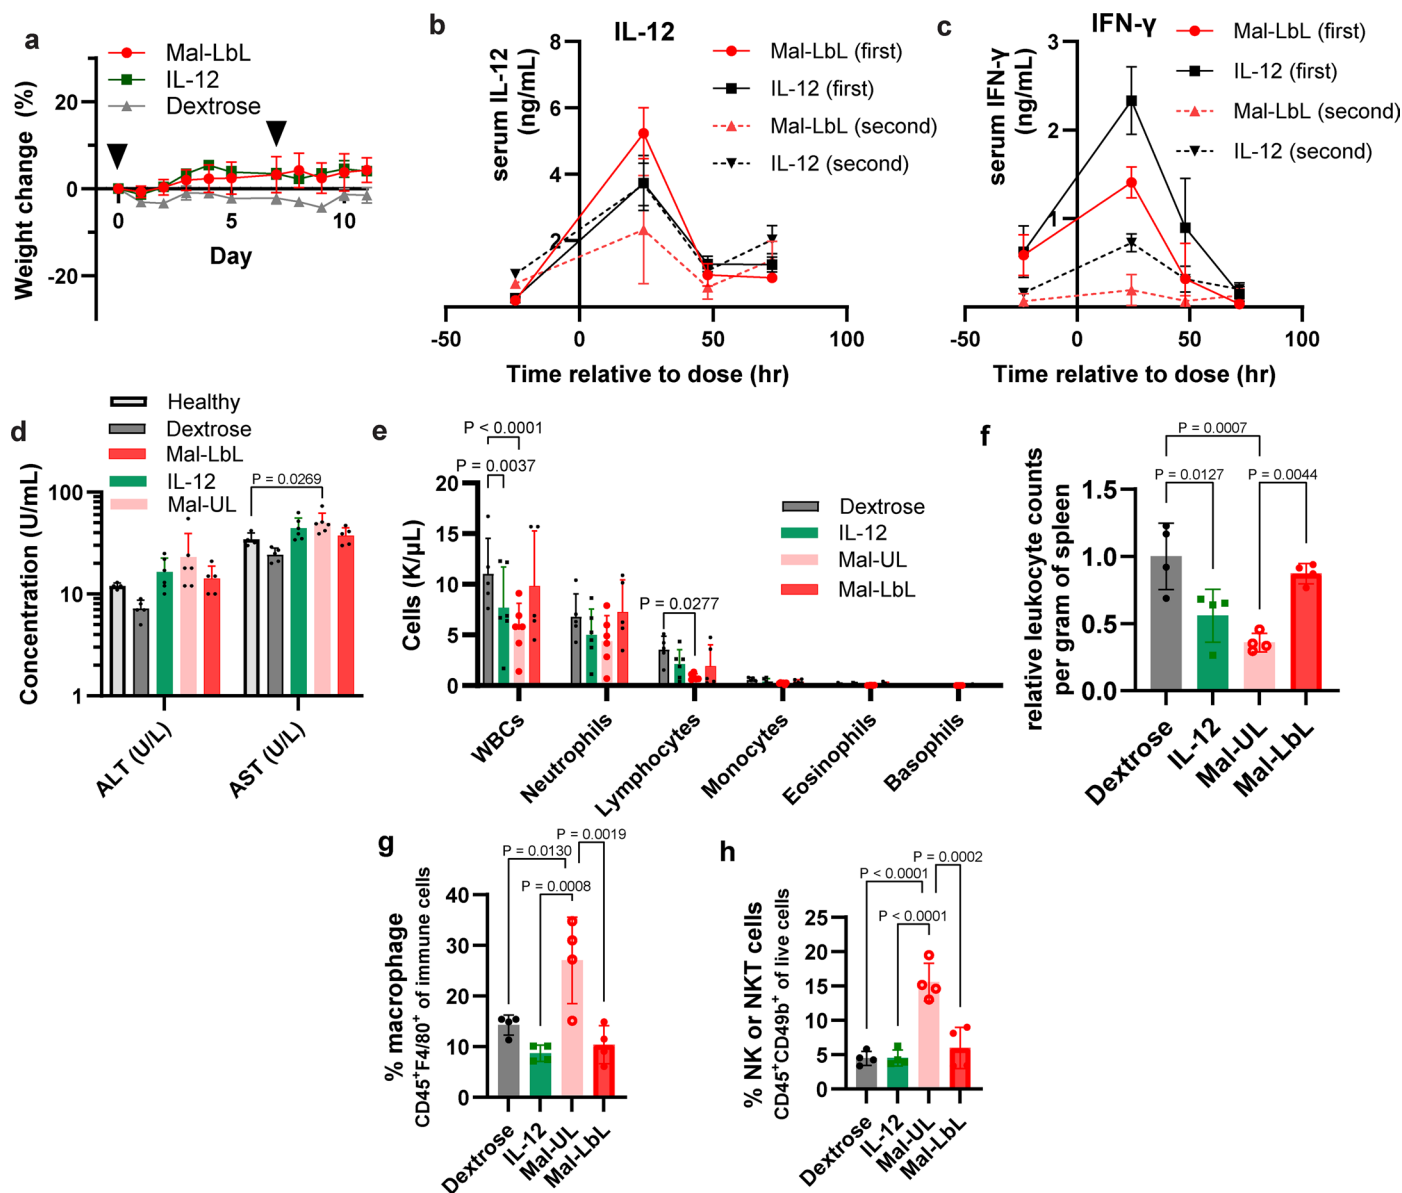 a
Mal-LbL
IL-12
Dextrose
Weight change (%)
20
0
-20
0
5
10
Day
b
IL-12
serum IL-12
(ng/mL)
8
6
4
2
-50
0
50
100
Time relative to dose (hr)
Mal-LbL (first)
IL-12 (first)
Mal-LbL (second)
IL-12 (second)
c
IFN-γ
serum IFN-γ
(ng/mL)
3
2
1
-50
0
50
100
Time relative to dose (hr)
Mal-LbL (first)
IL-12 (first)
Mal-LbL (second)
IL-12 (second)
d
Healthy
Dextrose
Mal-LbL
IL-12
Mal-UL
Concentration (U/mL)
100
10
1
P = 0.0269
ALT (U/L)
AST (U/L)
e
P < 0.0001
P = 0.0037
P = 0.0277
Cells (K/μL)
20
15
10
5
0
Dextrose
IL-12
Mal-UL
Mal-LbL
WBCs
Neutrophils
Lymphocytes
Monocytes
Eosinophils
Basophils
f
P = 0.0007
P = 0.0127
P = 0.0044
relative leukocyte counts
per gram of spleen
1.5
1.0
0.5
0.0
Dextrose
IL-12
Mal-UL
Mal-LbL
g
P = 0.0019
P = 0.0130
P = 0.0008
% macrophage
CD45⁺F4/80⁺ of immune cells
40
30
20
10
0
Dextrose
IL-12
Mal-UL
Mal-LbL
h
P = 0.0002
P < 0.0001
P < 0.0001
% NK or NKT cells
CD45⁺CD49b⁺ of live cells
25
20
15
10
5
0
Dextrose
IL-12
Mal-UL
Mal-LbL